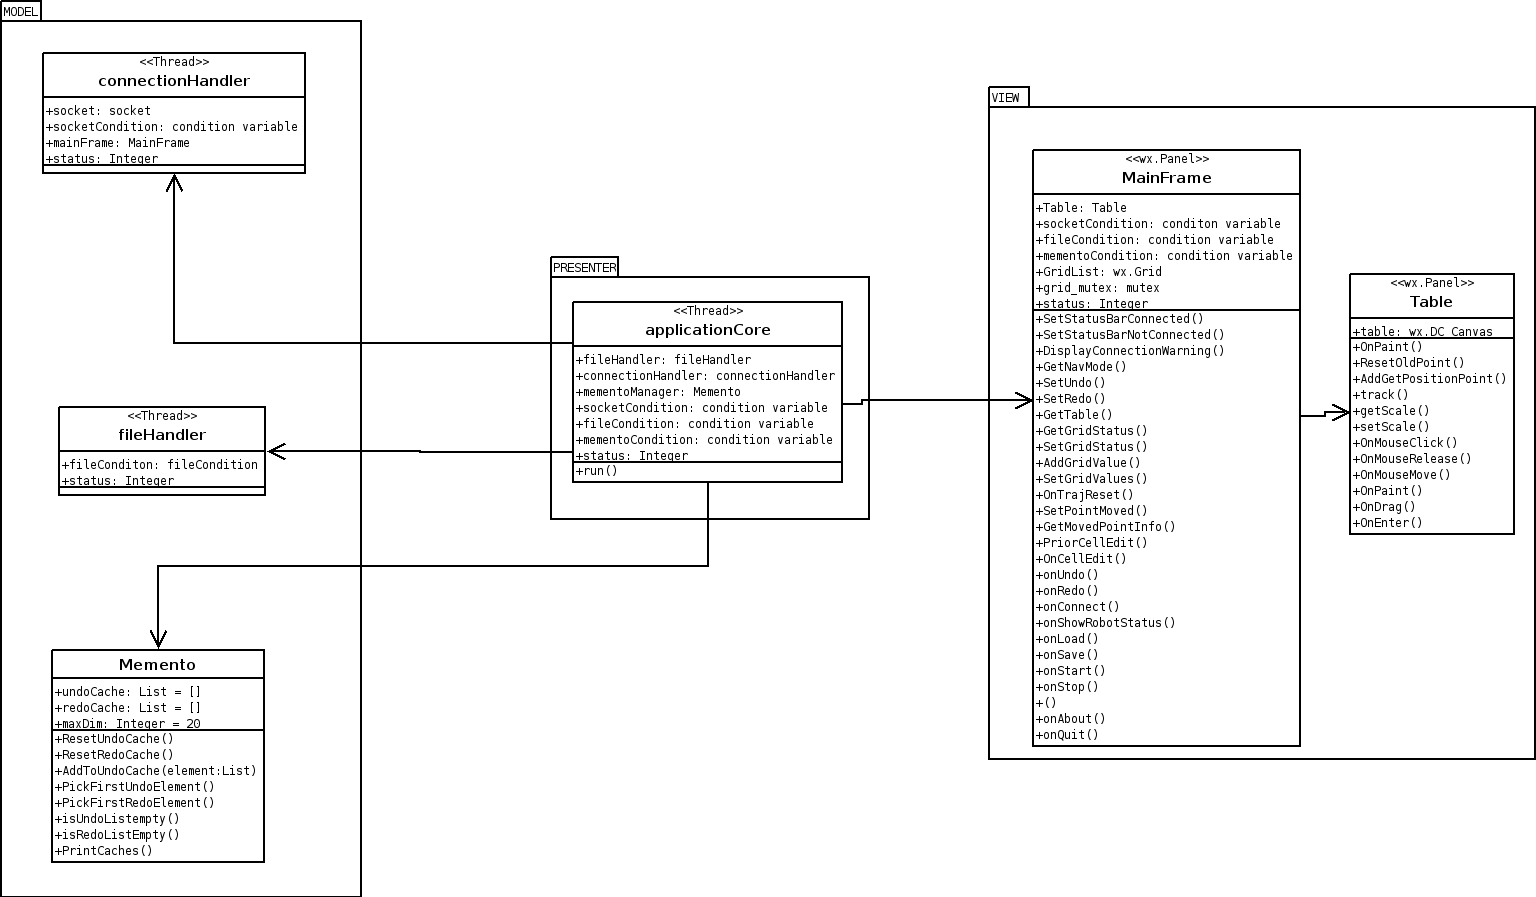 MODEL
<<Thread>>
connectionHandler
+socket: socket
+socketCondition: condition variable
+mainFrame: MainFrame
+status: Integer
<<Thread>>
fileHandler
+fileConditon: fileCondition
+status: Integer
Memento
+undoCache: List = []
+redoCache: List = []
+maxDim: Integer = 20
+ResetUndoCache()
+ResetRedoCache()
+AddToUndoCache(element:List)
+PickFirstUndoElement()
+PickFirstRedoElement()
+isUndoListempty()
+isRedoListEmpty()
+PrintCaches()
PRESENTER
<<Thread>>
applicationCore
+fileHandler: fileHandler
+connectionHandler: connectionHandler
+mementoManager: Memento
+socketCondition: condition variable
+fileCondition: condition variable
+mementoCondition: condition variable
+status: Integer
+run()
VIEW
<<wx.Panel>>
MainFrame
+Table: Table
+socketCondition: conditon variable
+fileCondition: condition variable
+mementoCondition: condition variable
+GridList: wx.Grid
+grid_mutex: mutex
+status: Integer
+SetStatusBarConnected()
+SetStatusBarNotConnected()
+DisplayConnectionWarning()
+GetNavMode()
+SetUndo()
+SetRedo()
+GetTable()
+GetGridStatus()
+SetGridStatus()
+AddGridValue()
+SetGridValues()
+OnTrajReset()
+SetPointMoved()
+GetMovedPointInfo()
+PriorCellEdit()
+OnCellEdit()
+onUndo()
+onRedo()
+onConnect()
+onShowRobotStatus()
+onLoad()
+onSave()
+onStart()
+onStop()
+()
+onAbout()
+onQuit()
<<wx.Panel>>
Table
+table: wx.DC Canvas
+OnPaint()
+ResetOldPoint()
+AddGetPositionPoint()
+track()
+getScale()
+setScale()
+OnMouseClick()
+OnMouseRelease()
+OnMouseMove()
+OnPaint()
+OnDrag()
+OnEnter()